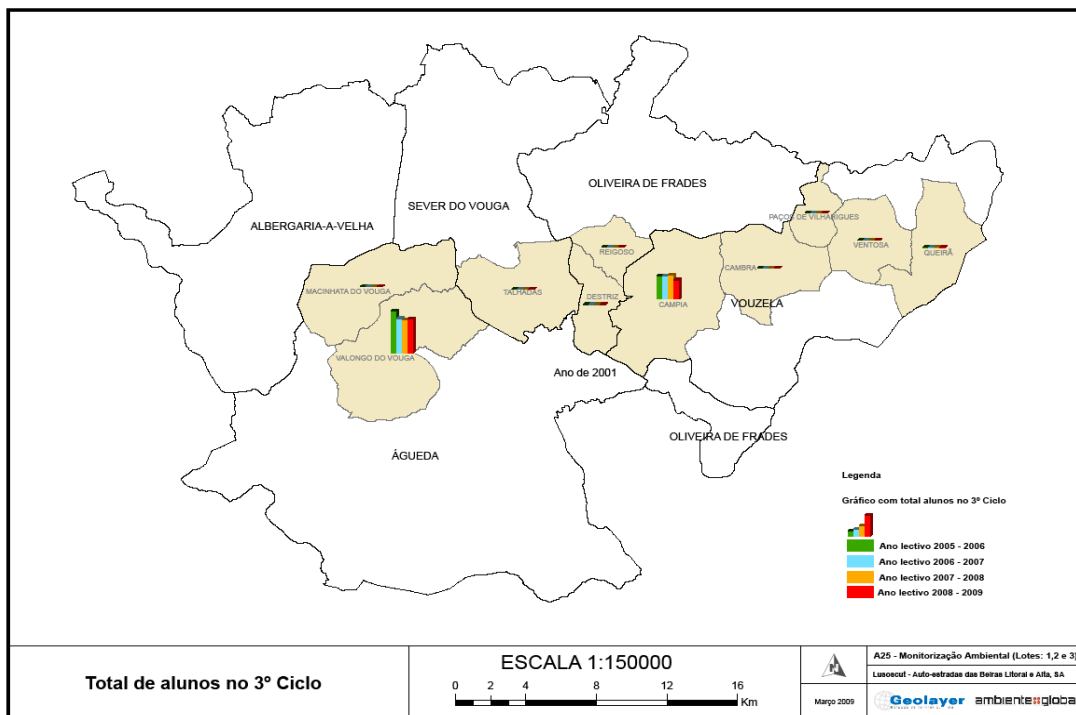 OLIVEIRA DE FRADES
SEVER DO VOUGA
ALBERGARIA-A-VELHA
PAÇOS DE VILHARIGUES
VENTOSA
QUEIRÃ
REIGOSO
CAMBRA
MACINHATA DO VOUGA
TALHADAS
DESTRIZ
CAMPIA
VOUZELA
VALONGO DO VOUGA
Ano de 2001
OLIVEIRA DE FRADES
ÁGUEDA
Legenda
Gráfico com total alunos no 3º Ciclo
Ano lectivo 2005 - 2006
Ano lectivo 2006 - 2007
Ano lectivo 2007 - 2008
Ano lectivo 2008 - 2009
Total de alunos no 3º Ciclo
ESCALA 1:150000
0 2 4 8 12 16
Km
N
Março 2009
A25 - Monitorização Ambiental (Lotes: 1,2 e 3)
Lusoscut - Auto-estradas das Beiras Litoral e Alta, SA
Geolayer
ambiente global